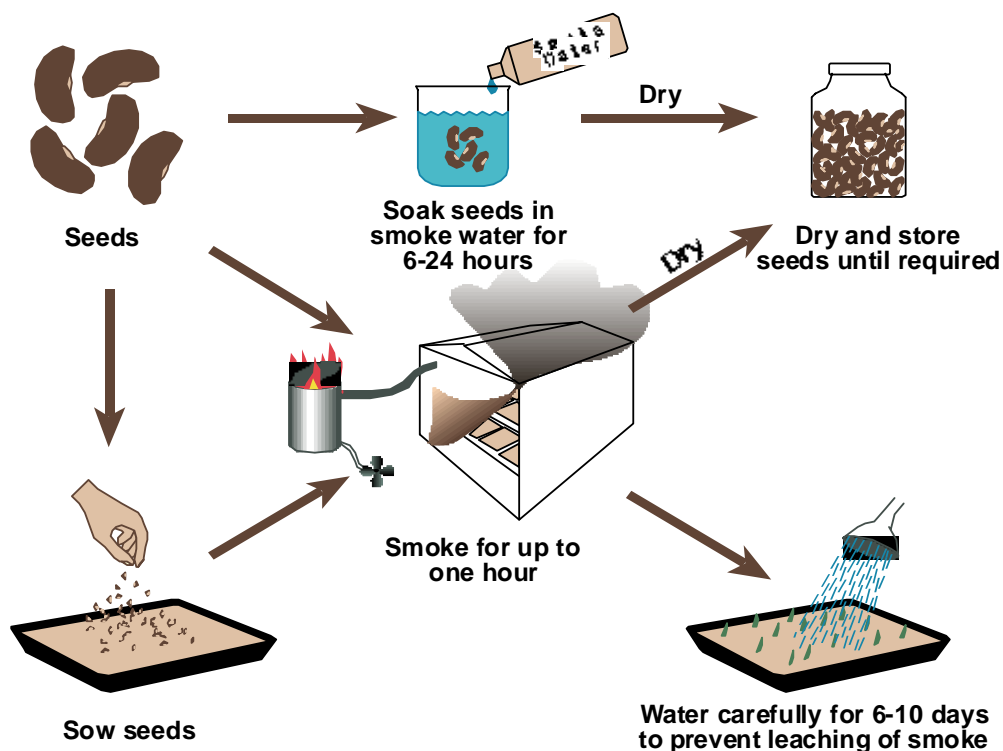 Water
Dry
Seeds
Soak seeds in
smoke water for
6-24 hours
Dry and store
seeds until required
Dry
Smoke for up to
one hour
Sow seeds
Water carefully for 6-10 days
to prevent leaching of smoke